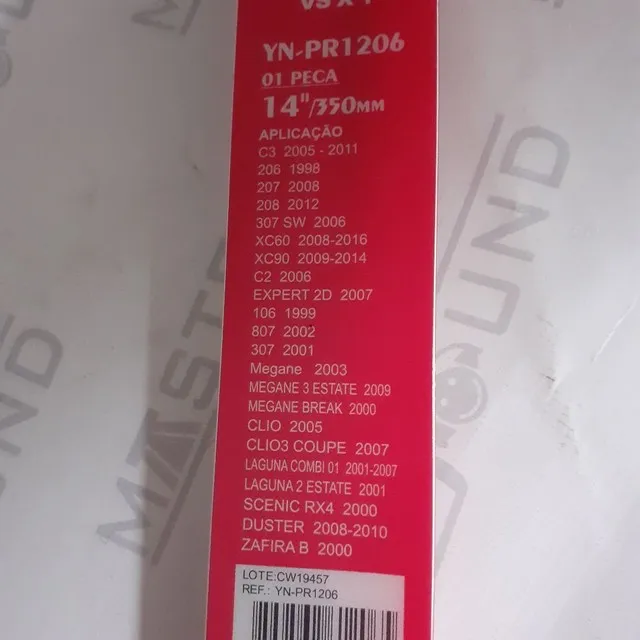 VS X 1
YN-PR1206
01 PECA
14"/350MM
APLICAÇÃO
C3 2005 - 2011
206 1998
207 2008
208 2012
307 SW 2006
XC60 2008-2016
XC90 2009-2014
C2 2006
EXPERT 2D 2007
106 1999
807 2002
307 2001
Megane 2003
MEGANE 3 ESTATE 2009
MEGANE BREAK 2000
CLIO 2005
CLIO3 COUPE 2007
LAGUNA COMBI 01 2001-2007
LAGUNA 2 ESTATE 2001
SCENIC RX4 2000
DUSTER 2008-2010
ZAFIRA B 2000
LOTE:CW19457
REF.: YN-PR1206